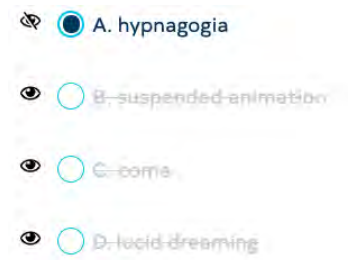 A. hypnagogia
B. suspended animation
C. coma
D. lucid dreaming